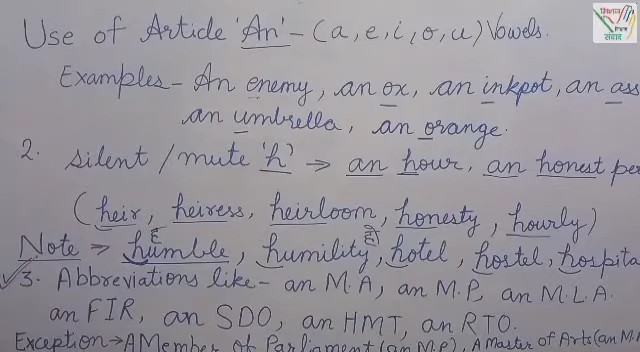 Use of Article 'An' - (a, e, i, o, u) Vowels.
Examples - An enemy, an ox, an inkpot, an ass
an umbrella, an orange.
2. silent / mute 'h' → an hour, an honest per
(heir, heiress, heirloom, honesty, hourly)
Note ⇒ humble, humility, hotel, hostel, hospita
3. Abbreviations like - an M.A, an M.P, an M.L.A.
an FIR, an SDO, an HMT, an RTO.
Exception → A Member of Parliament (an M.P), A Master of Arts (an M.